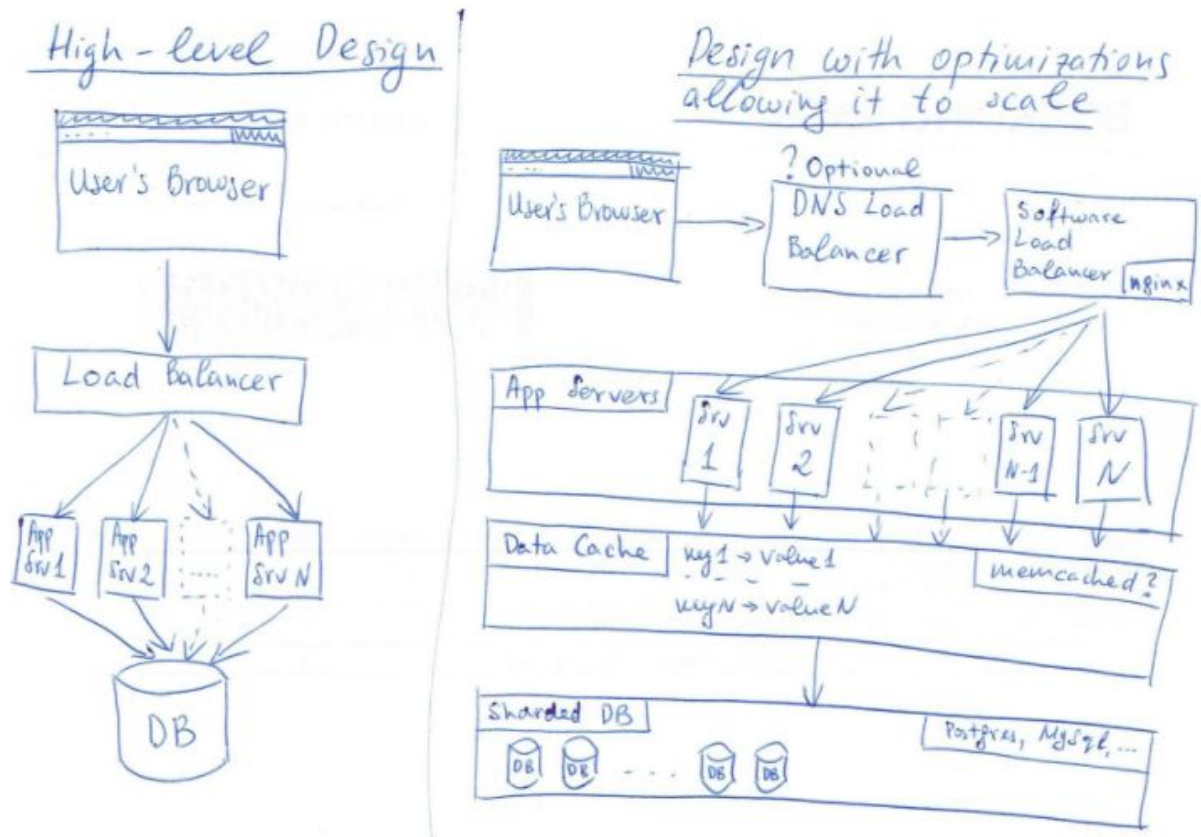 High-level Design
User's Browser
Load Balancer
App
Srv 1
App
Srv 2
....
App
Srv N
DB
Design with optimizations
allowing it to scale
User's Browser
? Optional
DNS Load
Balancer
Software
Load
Balancer
nginx
App Servers
Srv
1
Srv
2
Srv
N-1
Srv
N
Data Cache
key1 → value1
keyN → valueN
memcached?
Sharded DB
Postgres, MySql, ...
DB
DB
....
DB
DB